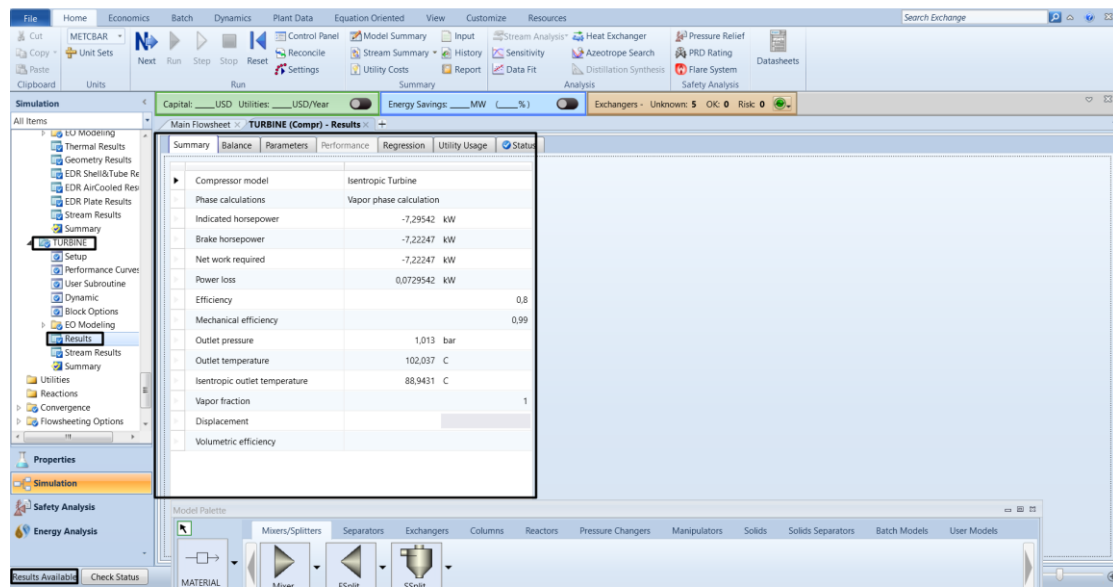 File Home Economics Batch Dynamics Plant Data Equation Oriented View Customize Resources Search Exchange
Cut METCBAR Control Panel Model Summary Input Stream Analysis Heat Exchanger Pressure Relief
Copy Unit Sets Next Run Step Stop Reset Reconcile Stream Summary History Sensitivity Azeotrope Search PRD Rating Datasheets
Paste Settings Utility Costs Report Data Fit Distillation Synthesis Flare System
Clipboard Units Run Summary Analysis Safety Analysis
Simulation Capital: ____USD Utilities: ____USD/Year Energy Savings: ____MW (____%) Exchangers - Unknown: 5 OK: 0 Risk: 0
All Items Main Flowsheet TURBINE (Compr) - Results +
EO Modeling
Thermal Results
Geometry Results
EDR Shell&Tube Re
EDR AirCooled Res
EDR Plate Results
Stream Results
Summary
TURBINE
Setup
Performance Curves
User Subroutine
Dynamic
Block Options
EO Modeling
Results
Stream Results
Summary
Utilities
Reactions
Convergence
Flowsheeting Options
Properties
Simulation
Safety Analysis
Energy Analysis
Results Available Check Status
Summary Balance Parameters Performance Regression Utility Usage Status
Compressor model Isentropic Turbine
Phase calculations Vapor phase calculation
Indicated horsepower -7,29542 kW
Brake horsepower -7,22247 kW
Net work required -7,22247 kW
Power loss 0,0729542 kW
Efficiency 0,8
Mechanical efficiency 0,99
Outlet pressure 1,013 bar
Outlet temperature 102,037 C
Isentropic outlet temperature 88,9431 C
Vapor fraction 1
Displacement
Volumetric efficiency
Model Palette
Mixers/Splitters Separators Exchangers Columns Reactors Pressure Changers Manipulators Solids Solids Separators Batch Models User Models
MATERIAL Mixer FSplit SSplit